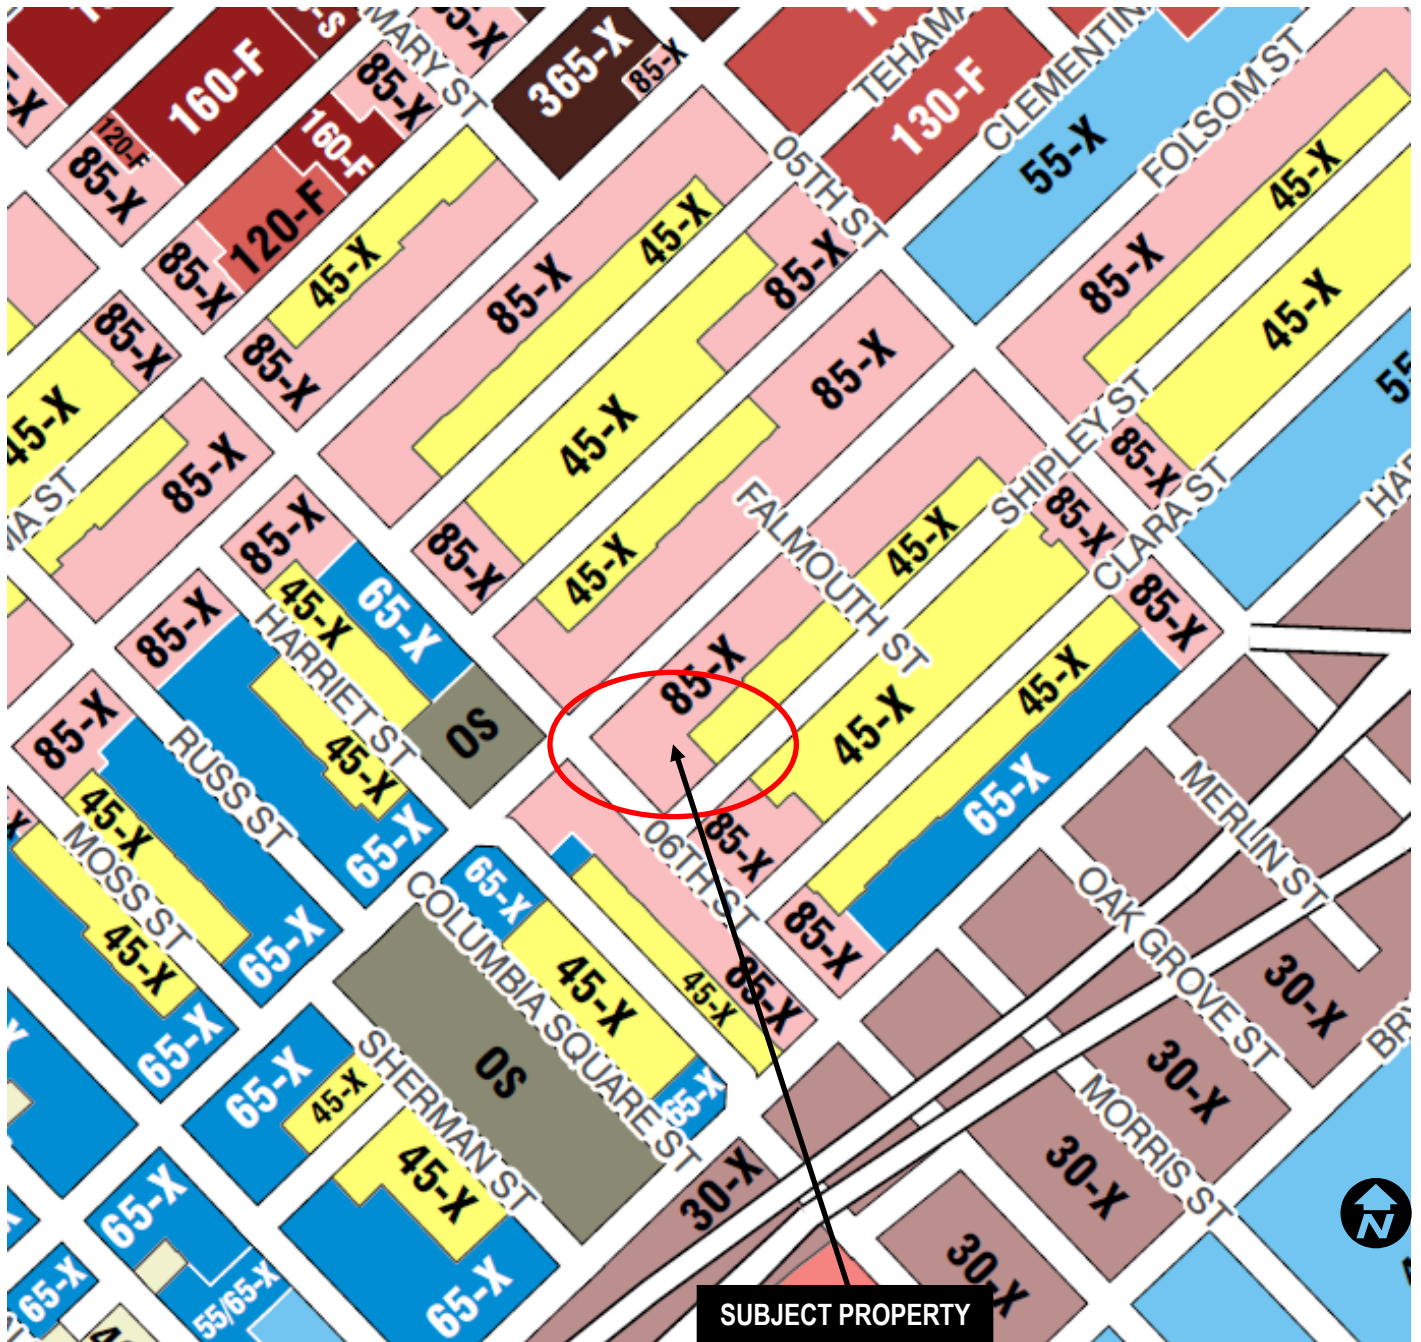 160-F
MARY ST
85-X
365-X
85-X
TEHAMA
CLEMENTIN
130-F
FOLSOM ST
55-X
120-F
160-F
85-X
05TH ST
45-X
120-F
45-X
85-X
45-X
85-X
85-X
85-X
45-X
85-X
85-X
85-X
45-X
45-X
45-X
85-X
SHIPLEY ST
85-X
85-X
CLARA ST
FALMOUTH ST
85-X
85-X
45-X
45-X
45-X
65-X
85-X
HARRIET ST
85-X
85-X
45-X
45-X
65-X
OS
45-X
85-X
RUSS ST
45-X
MOSS ST
45-X
65-X
65-X
65-X
65-X
COLUMBIA SQUARE ST
06TH ST
85-X
85-X
MERLIN ST
OAK GROVE ST
45-X
45-X
85-X
30-X
SHERMAN ST
OS
65-X
65-X
45-X
65-X
30-X
MORRIS ST
45-X
30-X
30-X
65-X
N
65-X
55/65-X
65-X
30-X
SUBJECT PROPERTY